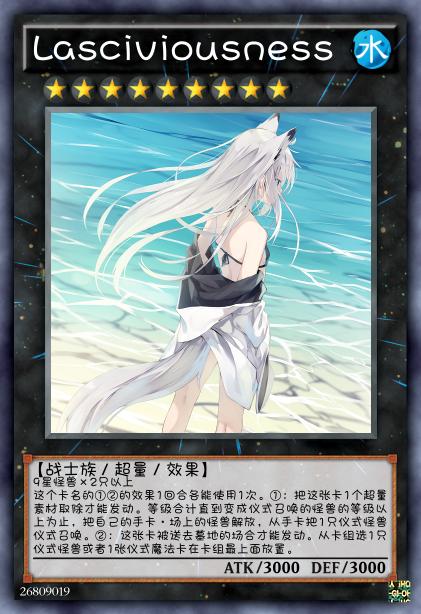 Lasciviousness 水
【战士族 / 超量 / 效果】
9星怪兽×2只以上
这个卡名的①②的效果1回合各能使用1次。①：把这张卡1个超量
素材取除才能发动。等级合计直到变成仪式召唤的怪兽的等级以
上为止，把自己的手卡·场上的怪兽解放，从手卡把1只仪式怪兽
仪式召唤。②：这张卡被送去墓地的场合才能发动。从卡组选1只
仪式怪兽或者1张仪式魔法卡在卡组最上面放置。
ATK/3000 DEF/3000
26809019